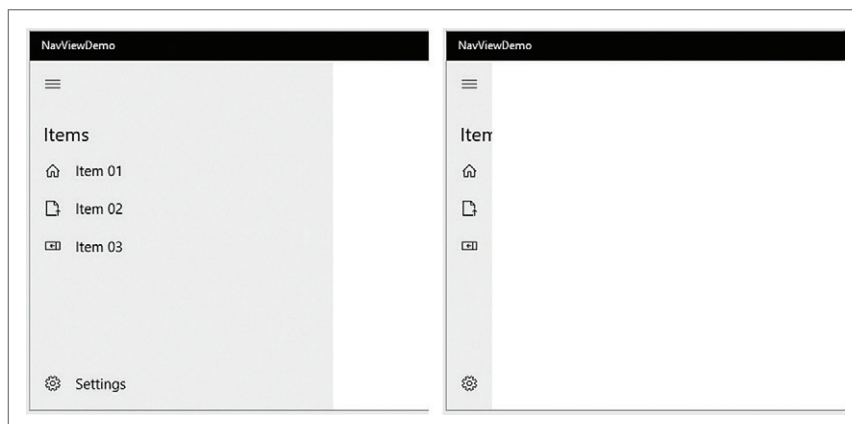 NavViewDemo
Items
Item 01
Item 02
Item 03
Settings
NavViewDemo
Item